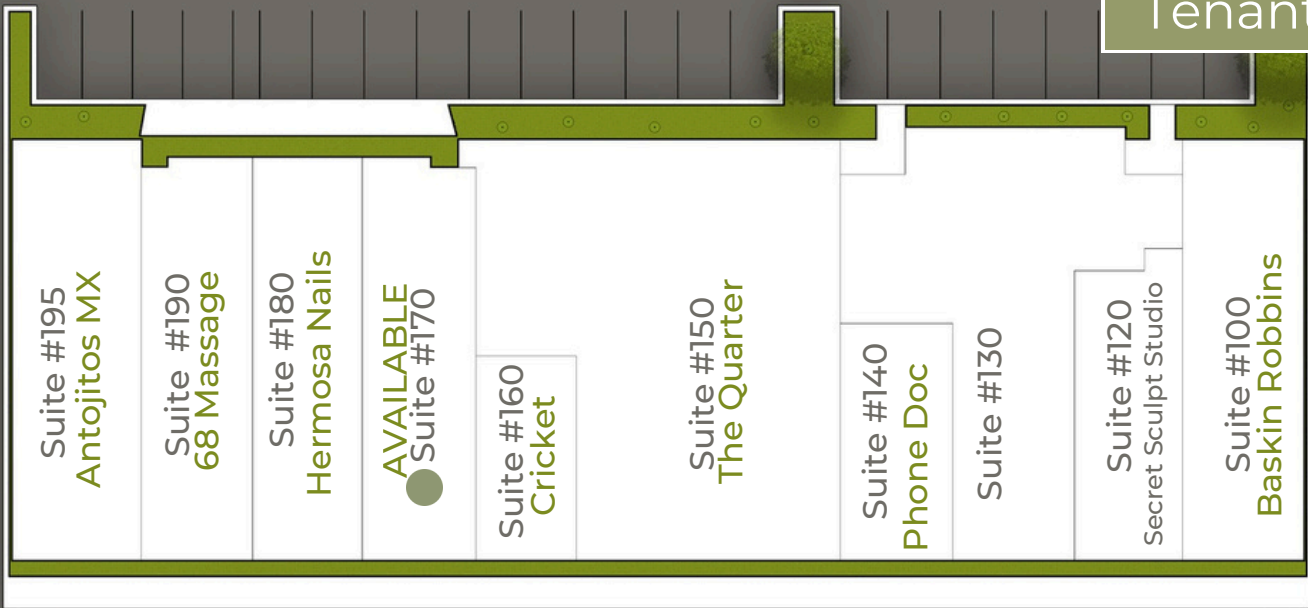 Tenant
Suite #195
Antojitos MX
Suite #190
68 Massage
Suite #180
Hermosa Nails
AVAILABLE
Suite #170
Suite #160
Cricket
Suite #150
The Quarter
Suite #140
Phone Doc
Suite #130
Suite #120
Secret Sculpt Studio
Suite #100
Baskin Robbins